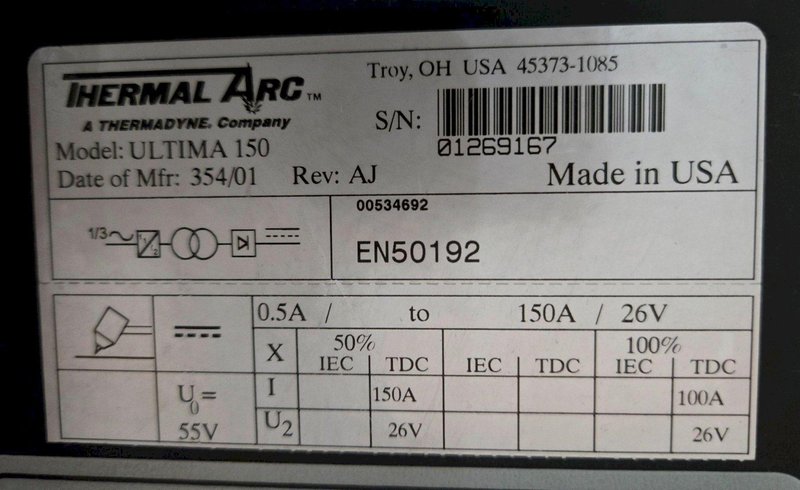 THERMAL ARC™
A THERMADYNE® Company
Troy, OH USA 45373-1085
S/N:
01269167
Model: ULTIMA 150
Date of Mfr: 354/01 Rev: AJ
Made in USA
1/3
1
2
00534692
EN50192
0.5A / to 150A / 26V
X 50% 100%
IEC TDC IEC TDC IEC TDC
U0= I 150A 100A
55V U2 26V 26V